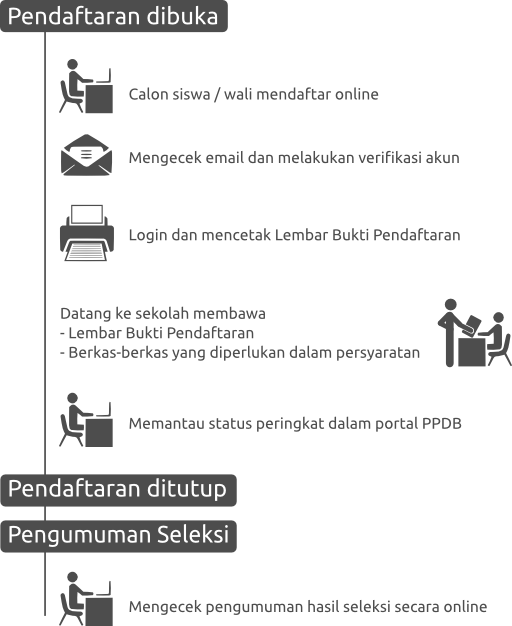 Pendaftaran dibuka
Calon siswa / wali mendaftar online
Mengecek email dan melakukan verifikasi akun
Login dan mencetak Lembar Bukti Pendaftaran
Datang ke sekolah membawa
- Lembar Bukti Pendaftaran
- Berkas-berkas yang diperlukan dalam persyaratan
Memantau status peringkat dalam portal PPDB
Pendaftaran ditutup
Pengumuman Seleksi
Mengecek pengumuman hasil seleksi secara online